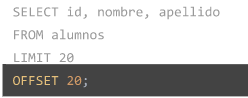 SELECT id, nombre, apellido
FROM alumnos
LIMIT 20
OFFSET 20;